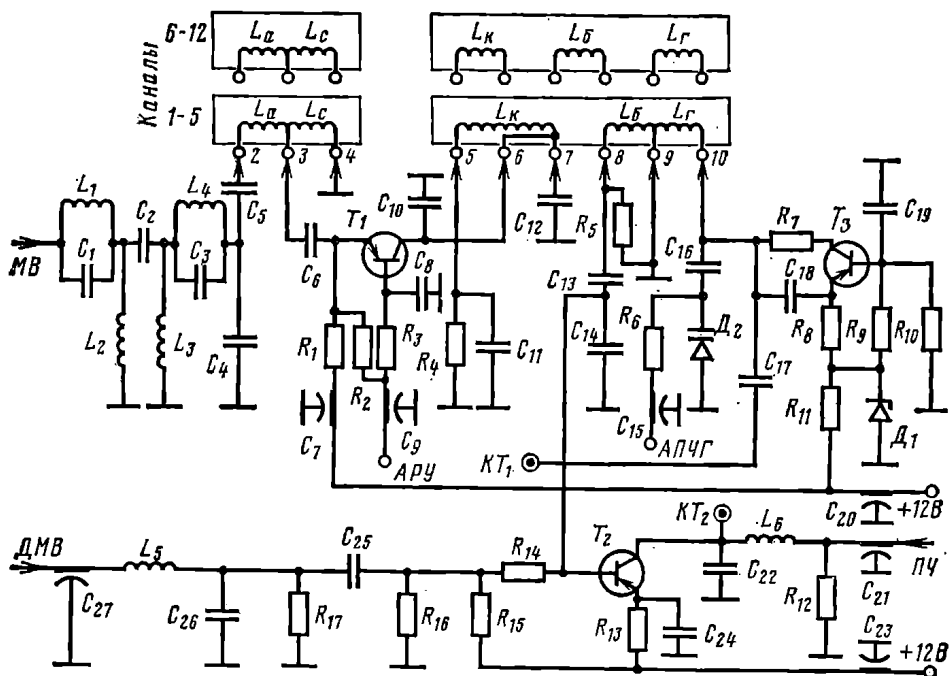 6-12
Lа Lс
Lк Lб Lг
Каналы
1-5
Lа Lс
Lк Lб Lг
2 3 4 5 6 7 8 9 10
L1 C2 L4 C5 T1 C10 C12 R5 C16 R7 T3 C19
МВ C1 C3 C6 C8 C13 C18
L2 L3 C4 R1 R2 R3 R4 C11 C14 R6 Д2 C17 R8 R9 R10
C7 C9 C15 R11 Д1
АРУ КТ1 АПЧГ
C20 +12В
ДМВ L5 C25 R14 T2 КТ2 L6 ПЧ
C27 C26 R17 R16 R15 R13 C24 C22 R12 C21
C23 +12В